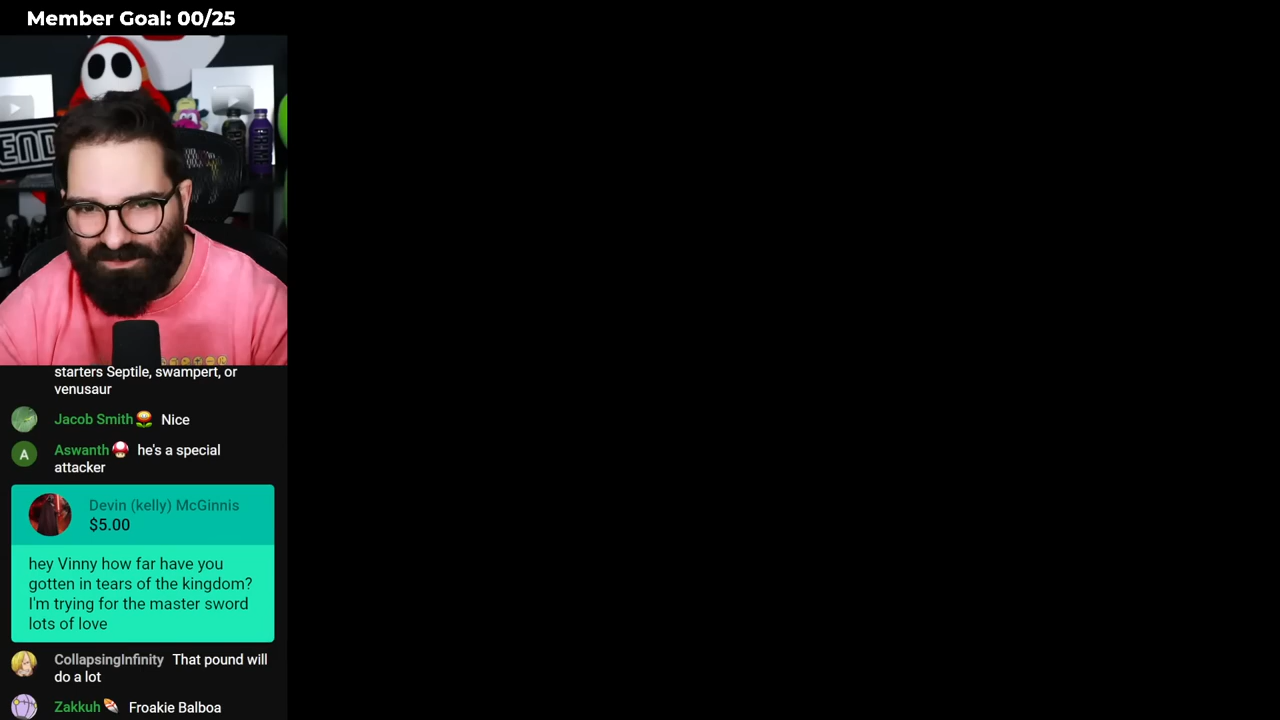 Member Goal: 00/25
END
starters Septile, swampert, or
venusaur
Jacob Smith Nice
A
Aswanth he's a special
attacker
Devin (kelly) McGinnis
$5.00
hey Vinny how far have you
gotten in tears of the kingdom?
I'm trying for the master sword
lots of love
CollapsingInfinity That pound will
do a lot
Zakkuh Froakie Balboa